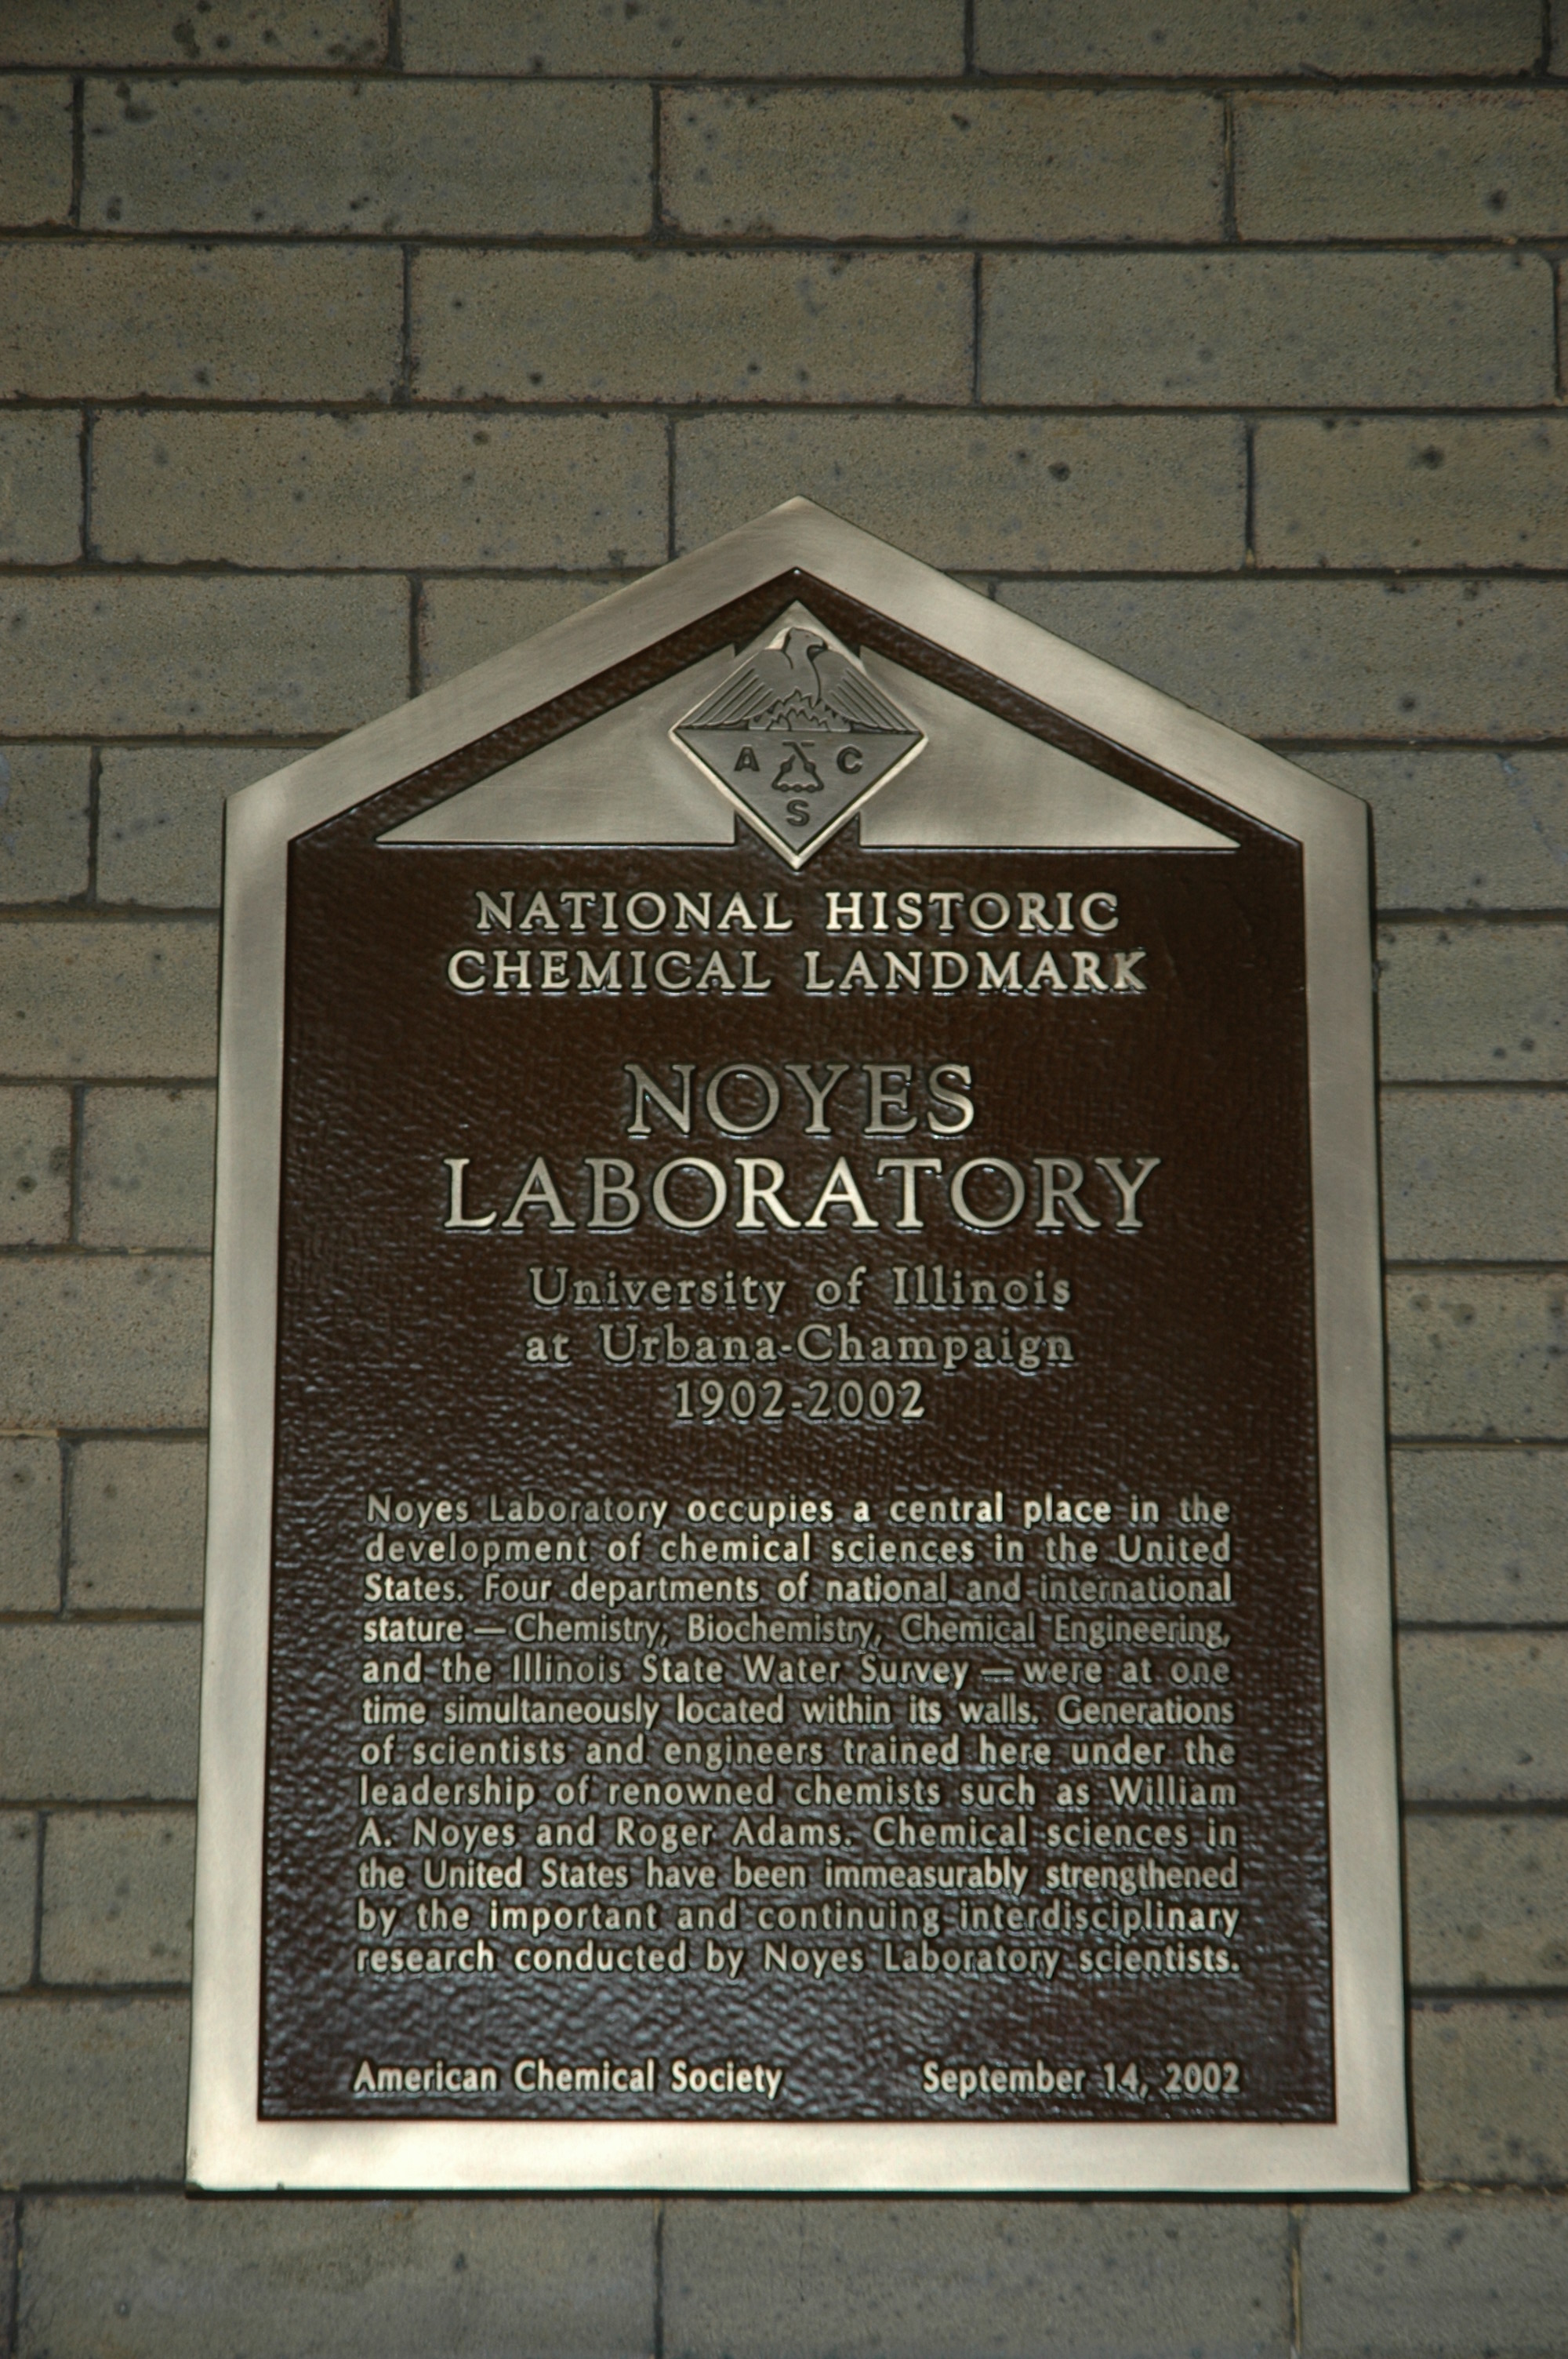 A C
S
NATIONAL HISTORIC
CHEMICAL LANDMARK
NOYES
LABORATORY
University of Illinois
at Urbana-Champaign
1902-2002
Noyes Laboratory occupies a central place in the
development of chemical sciences in the United
States. Four departments of national and international
stature — Chemistry, Biochemistry, Chemical Engineering,
and the Illinois State Water Survey — were at one
time simultaneously located within its walls. Generations
of scientists and engineers trained here under the
leadership of renowned chemists such as William
A. Noyes and Roger Adams. Chemical sciences in
the United States have been immeasurably strengthened
by the important and continuing interdisciplinary
research conducted by Noyes Laboratory scientists.
American Chemical Society September 14, 2002